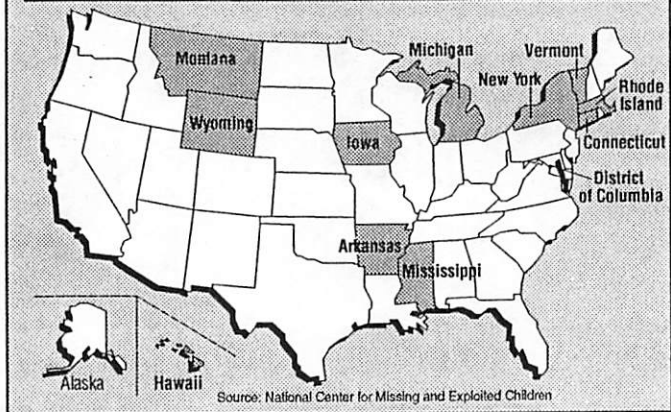 Montana
Michigan
Vermont
New York
Rhode
Island
Wyoming
Iowa
Connecticut
District
of Columbia
Arkansas
Mississippi
Alaska
Hawaii
Source: National Center for Missing and Exploited Children